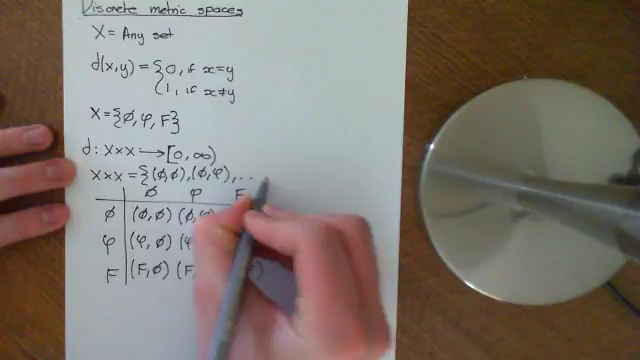 Discrete metric spaces
X = Any set
d(x,y) = { 0, if x=y
1, if x≠y
X = {ø, φ, F}
d: X×X → [0, ∞)
X×X = {(ø,ø), (ø,φ), ...
ø φ F
ø (ø,ø) (ø,φ)
φ (φ,ø)
F (F,ø) (F,